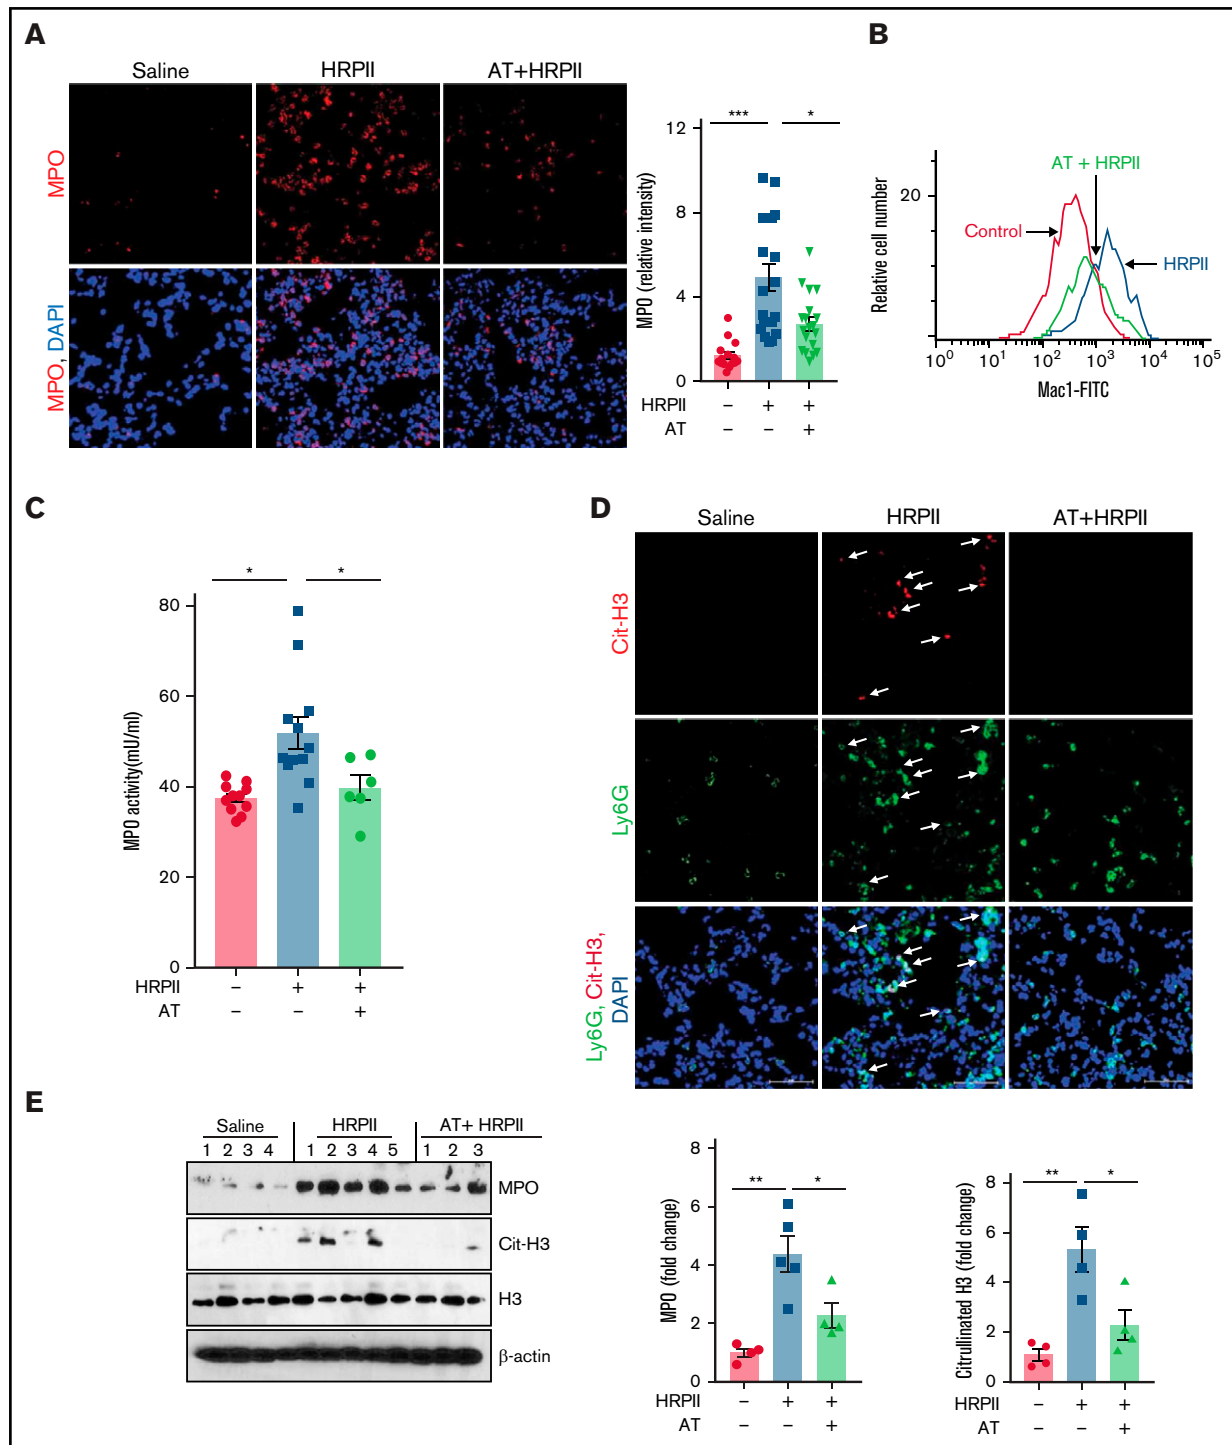 A
Saline HRPII AT+HRPII
MPO
MPO, DAPI
MPO (relative intensity)
12
8
4
0
*** *
HRPII − + +
AT − − +
B
Relative cell number
20
AT + HRPII
Control
HRPII
10⁰ 10¹ 10² 10³ 10⁴ 10⁵
Mac1-FITC
C
MPO activity(mU/ml)
80
60
40
20
0
* *
HRPII − + +
AT − − +
D
Saline HRPII AT+HRPII
Cit-H3
Ly6G
Ly6G, Cit-H3,
DAPI
E
Saline HRPII AT+ HRPII
1 2 3 4 1 2 3 4 5 1 2 3
MPO
Cit-H3
H3
β-actin
MPO (fold change)
8
6
4
2
0
** *
HRPII − + +
AT − − +
Citrullinated H3 (fold change)
8
6
4
2
0
** *
HRPII − + +
AT − − +